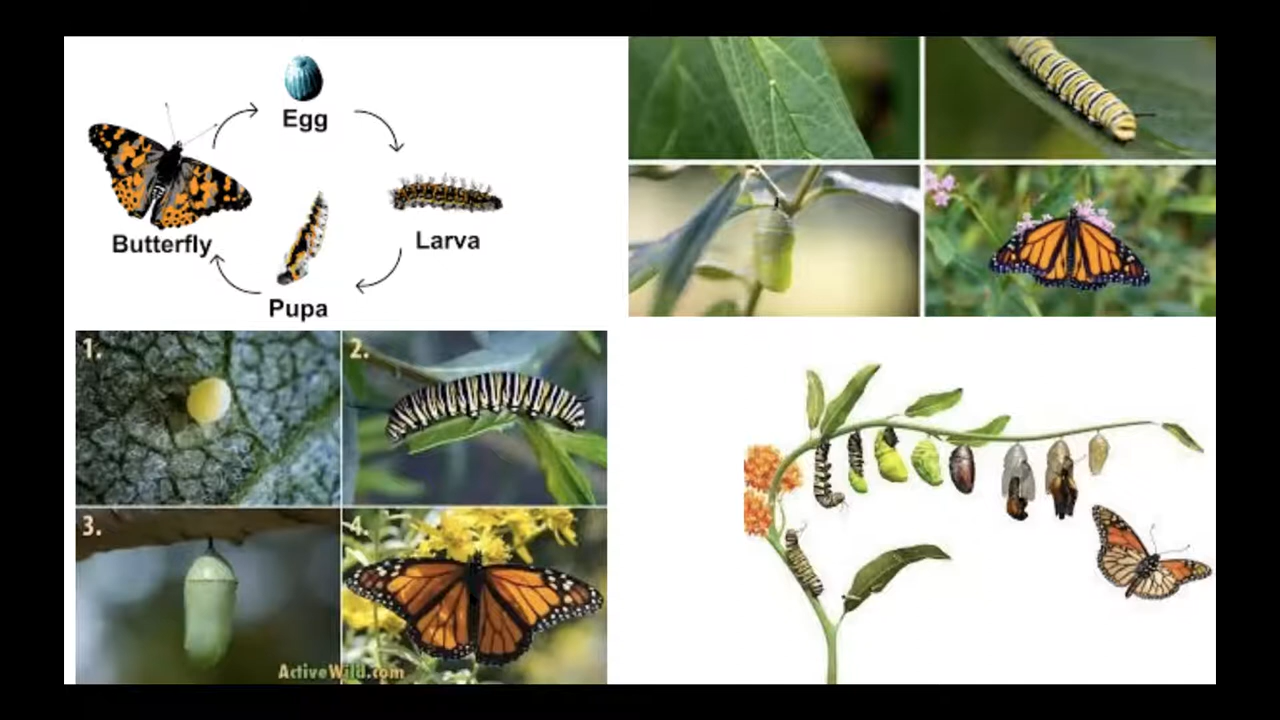 Egg
Butterfly
Larva
Pupa
1.
2.
3.
4.
ActiveWild.com